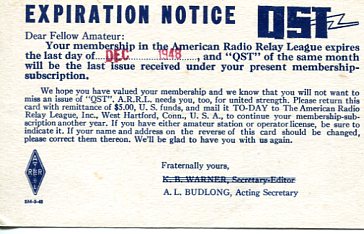 EXPIRATION NOTICE
QST
Dear Fellow Amateur:
Your membership in the American Radio Relay League expires
the last day of DEC 1948, and "QST" of the same month
will be the last issue received under your present membership-
subscription.
We hope you have valued your membership and we know that you will not want to
miss an issue of "QST". A.R.R.L. needs you, too, for united strength. Please return this
card with remittance of $5.00, U. S. funds, and mail it TO-DAY to The American Radio
Relay League, Inc., West Hartford, Conn., U. S. A., to continue your membership-sub-
scription another year. If you have either amateur station or operator license, be sure to
indicate it. If your name and address on the reverse of this card should be changed,
please correct them thereon. We'll be glad to have you with us again.
Fraternally yours,
K. B. WARNER, Secretary-Editor
A. L. BUDLONG, Acting Secretary